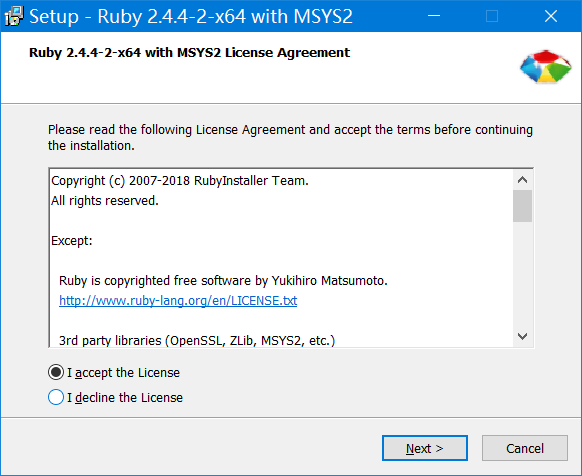 Setup - Ruby 2.4.4-2-x64 with MSYS2
Ruby 2.4.4-2-x64 with MSYS2 License Agreement
Please read the following License Agreement and accept the terms before continuing
the installation.
Copyright (c) 2007-2018 RubyInstaller Team.
All rights reserved.
Except:
Ruby is copyrighted free software by Yukihiro Matsumoto.
http://www.ruby-lang.org/en/LICENSE.txt
3rd party libraries (OpenSSL, ZLib, MSYS2, etc.)
I accept the License
I decline the License
Next >
Cancel